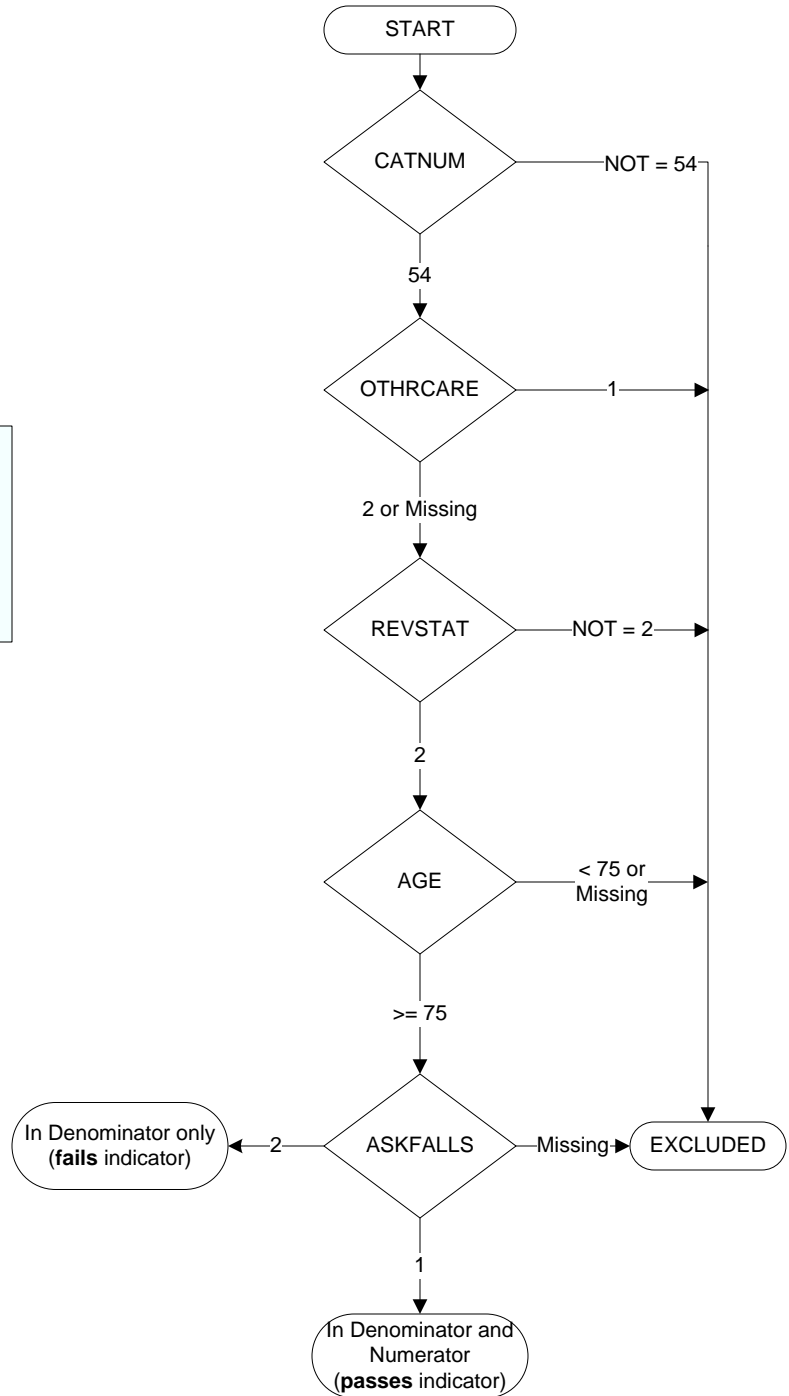 START
CATNUM
NOT = 54
54
OTHRCARE
1
2 or Missing
REVSTAT
NOT = 2
2
AGE
< 75 or
Missing
>= 75
In Denominator only
(fails indicator)
2
ASKFALLS
Missing
EXCLUDED
1
In Denominator and
Numerator
(passes indicator)